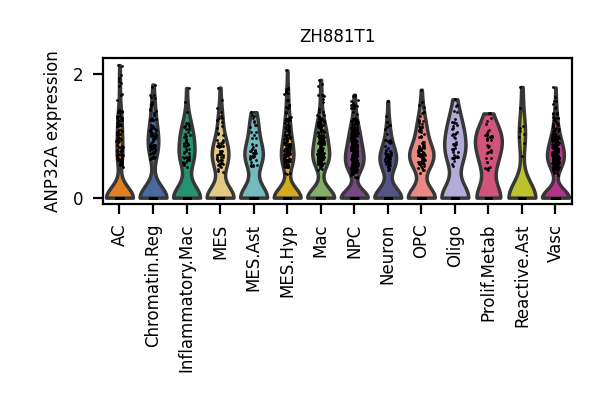 ZH881T1
ANP32A expression
2
0
AC
Chromatin.Reg
Inflammatory.Mac
MES
MES.Ast
MES.Hyp
Mac
NPC
Neuron
OPC
Oligo
Prolif.Metab
Reactive.Ast
Vasc